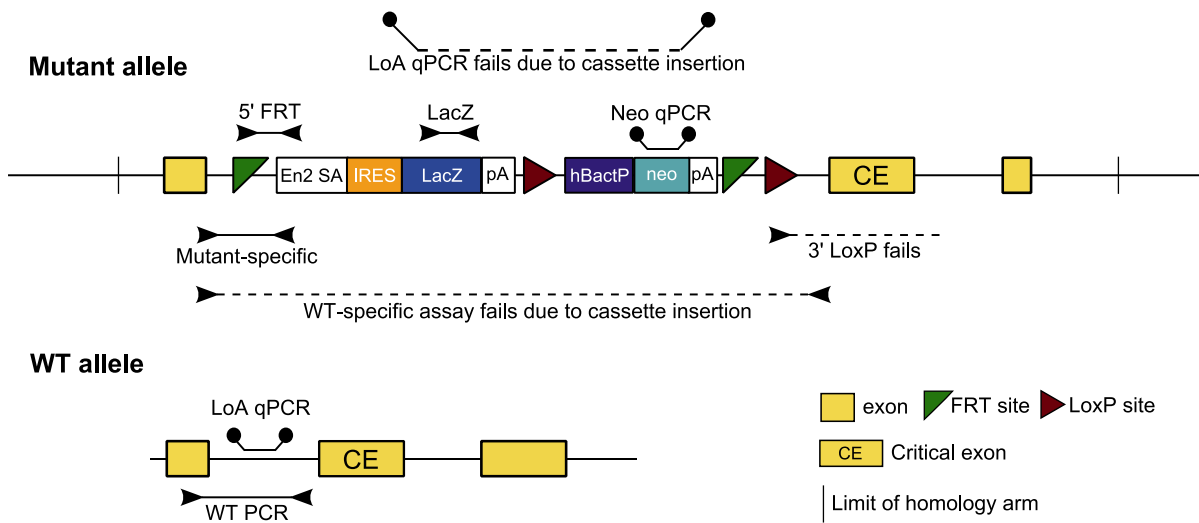 LoA qPCR fails due to cassette insertion
Mutant allele
5' FRT
LacZ
Neo qPCR
En2 SA IRES LacZ pA hBactP neo pA CE
Mutant-specific
3' LoxP fails
WT-specific assay fails due to cassette insertion
WT allele
LoA qPCR
CE
WT PCR
exon FRT site LoxP site
CE Critical exon
Limit of homology arm